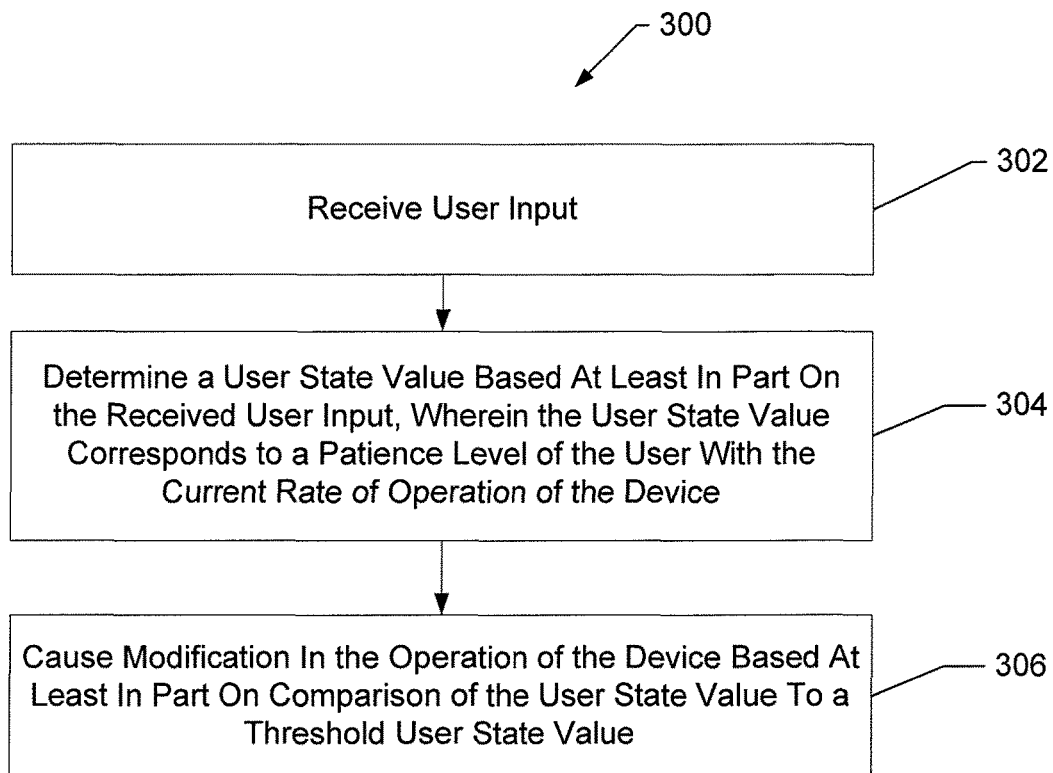 300
302
Receive User Input
Determine a User State Value Based At Least In Part On
the Received User Input, Wherein the User State Value
Corresponds to a Patience Level of the User With the
Current Rate of Operation of the Device
304
Cause Modification In the Operation of the Device Based At
Least In Part On Comparison of the User State Value To a
Threshold User State Value
306